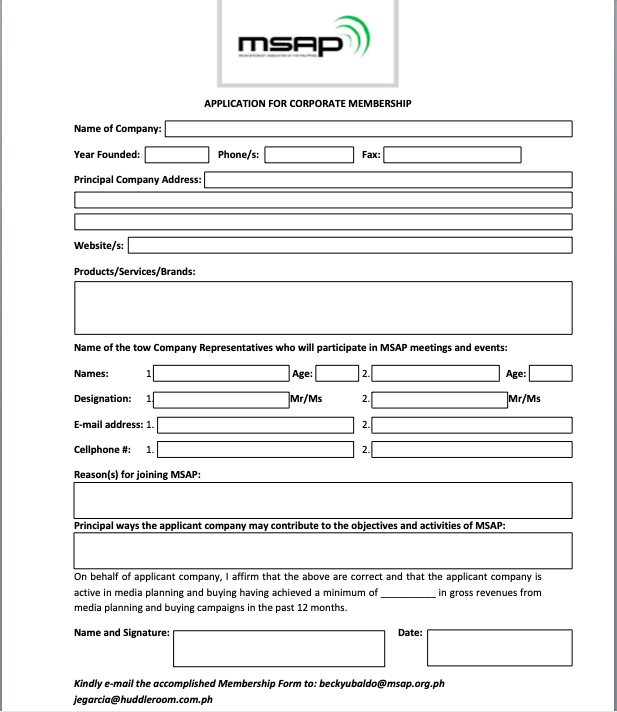 msap
APPLICATION FOR CORPORATE MEMBERSHIP
Name of Company:
Year Founded: Phone/s: Fax:
Principal Company Address:
Website/s:
Products/Services/Brands:
Name of the tow Company Representatives who will participate in MSAP meetings and events:
Names: 1 Age: 2. Age:
Designation: 1. Mr/Ms 2. Mr/Ms
E-mail address: 1. 2.
Cellphone #: 1. 2.
Reason(s) for joining MSAP:
Principal ways the applicant company may contribute to the objectives and activities of MSAP:
On behalf of applicant company, I affirm that the above are correct and that the applicant company is
active in media planning and buying having achieved a minimum of __________ in gross revenues from
media planning and buying campaigns in the past 12 months.
Name and Signature: Date:
Kindly e-mail the accomplished Membership Form to: beckyubaldo@msap.org.ph
jegarcia@huddleroom.com.ph